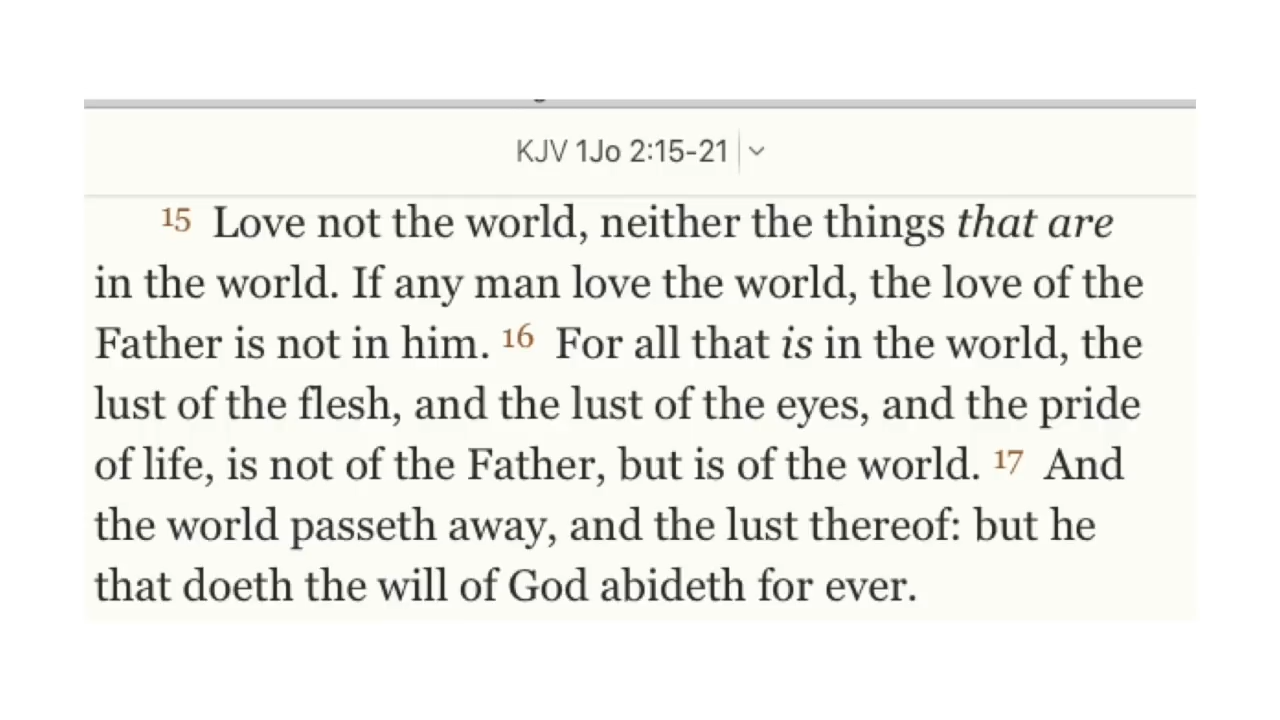 KJV 1Jo 2:15-21
15 Love not the world, neither the things that are
in the world. If any man love the world, the love of the
Father is not in him. 16 For all that is in the world, the
lust of the flesh, and the lust of the eyes, and the pride
of life, is not of the Father, but is of the world. 17 And
the world passeth away, and the lust thereof: but he
that doeth the will of God abideth for ever.